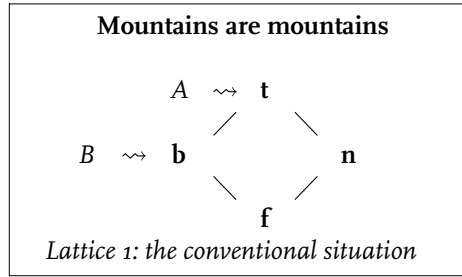 Mountains are mountains
A ⇝ t
B ⇝ b n
f
Lattice 1: the conventional situation